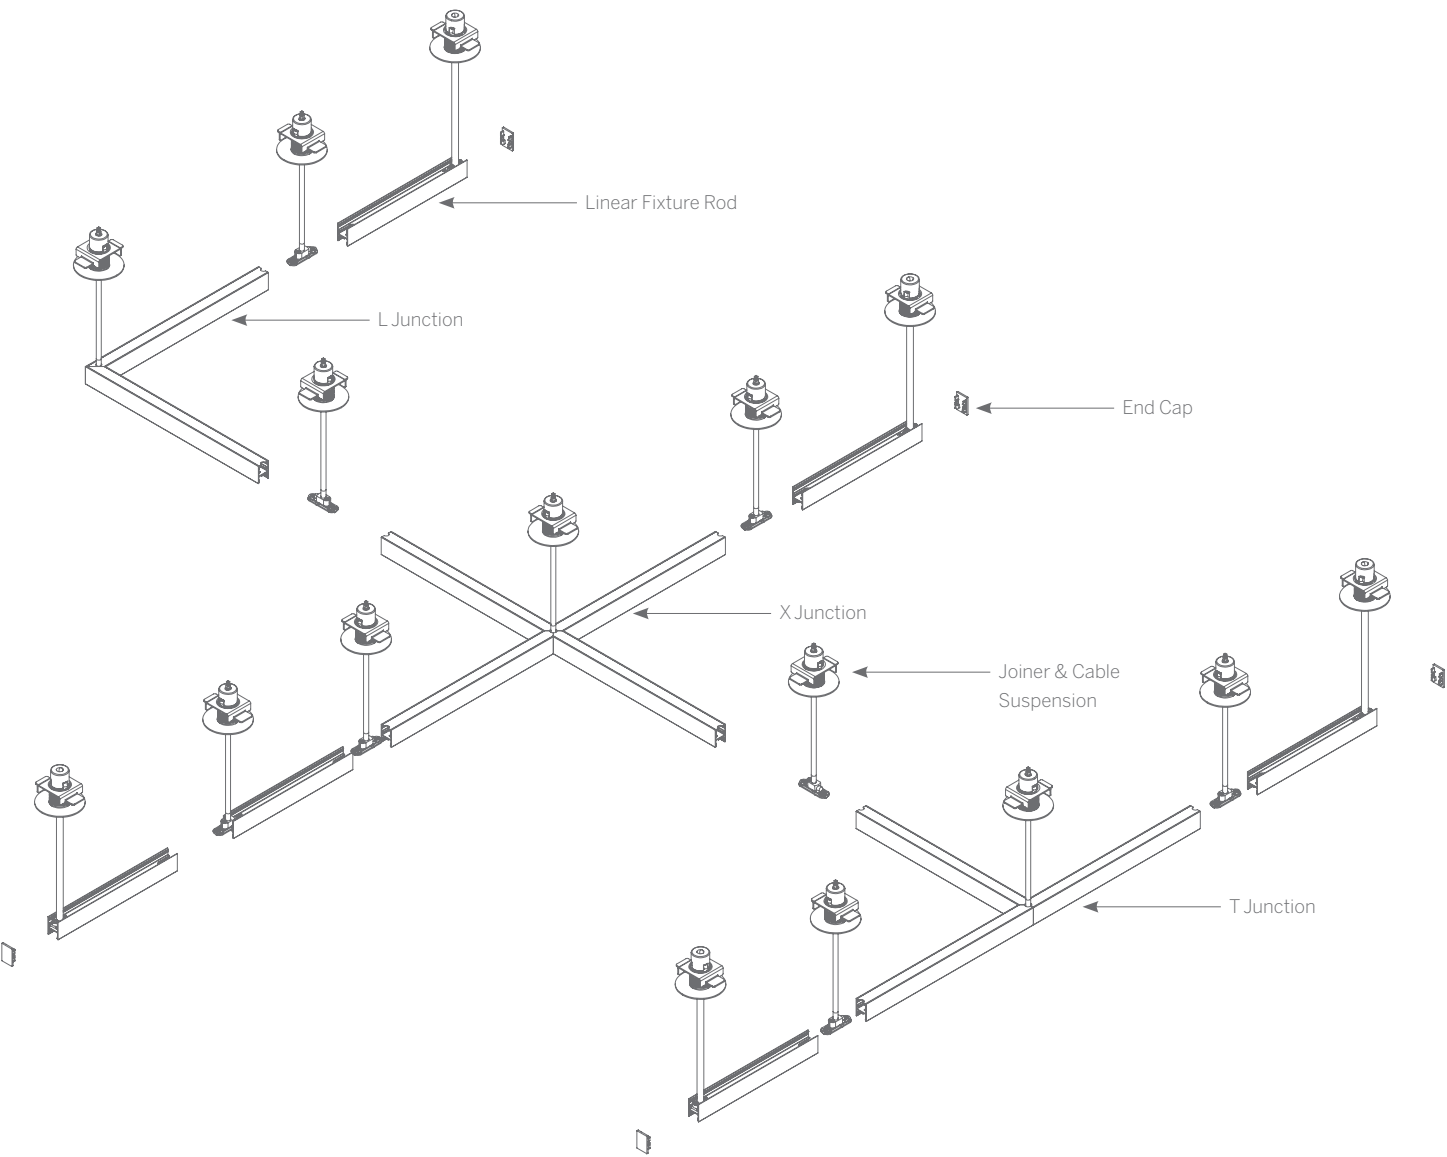 Linear Fixture Rod
L Junction
End Cap
X Junction
Joiner & Cable
Suspension
T Junction